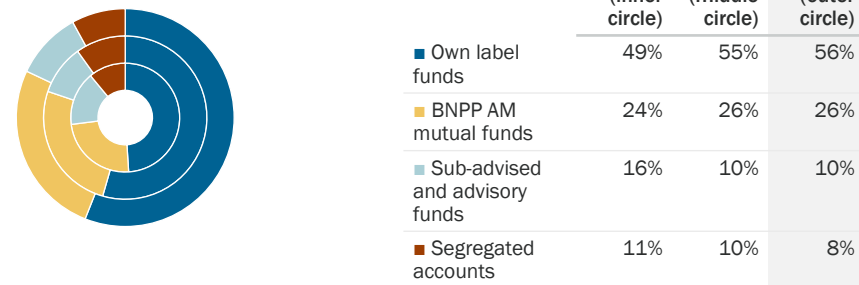 circle) circle) circle)
Own label 49% 55% 56%
funds
BNPP AM 24% 26% 26%
mutual funds
Sub-advised 16% 10% 10%
and advisory
funds
Segregated 11% 10% 8%
accounts